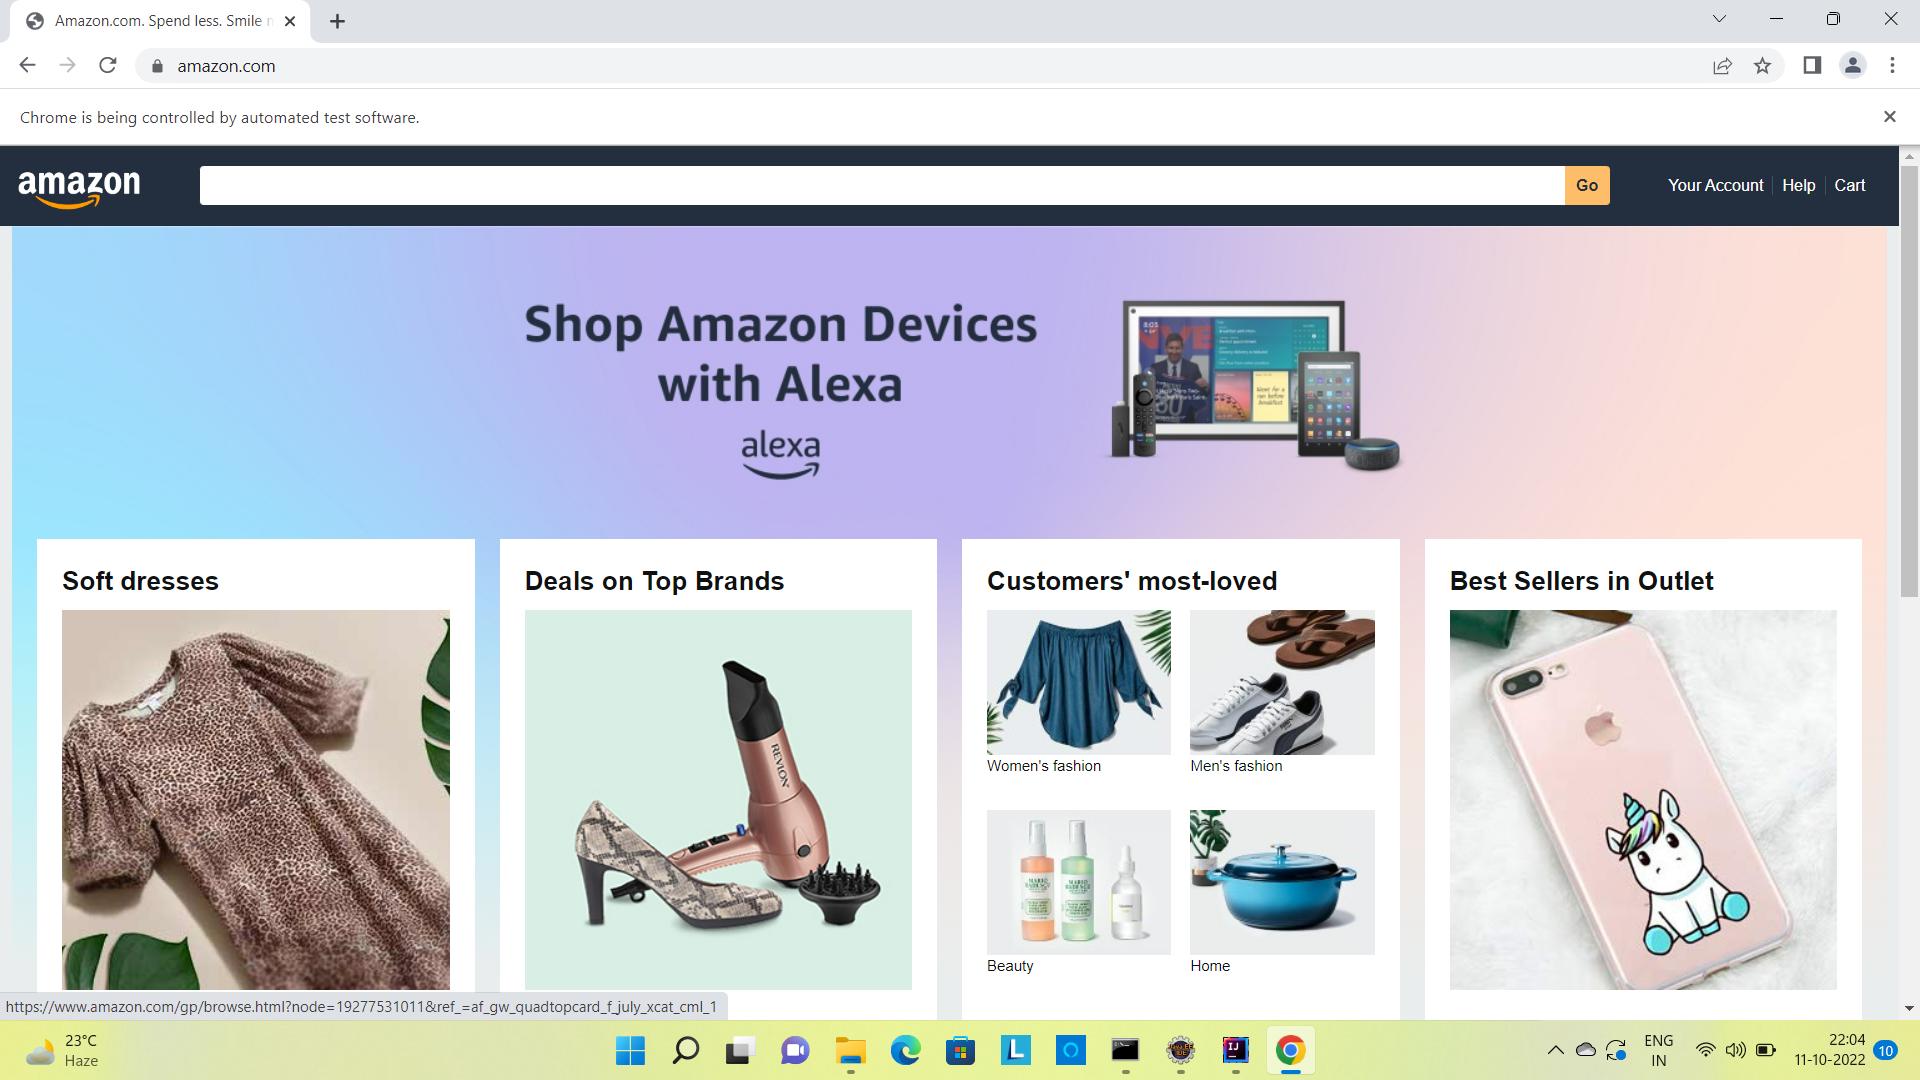 Amazon.com. Spend less. Smile
amazon.com
Chrome is being controlled by automated test software.
amazon
Go
Your Account
Help
Cart
Shop Amazon Devices
with Alexa
alexa
Soft dresses
Deals on Top Brands
Customers' most-loved
Best Sellers in Outlet
REVLON
Women's fashion
Men's fashion
Beauty
Home
https://www.amazon.com/gp/browse.html?node=19277531011&ref_=af_gw_quadtopcard_f_july_xcat_cml_1
23°C
Haze
ENG
IN
22:04
11-10-2022
10